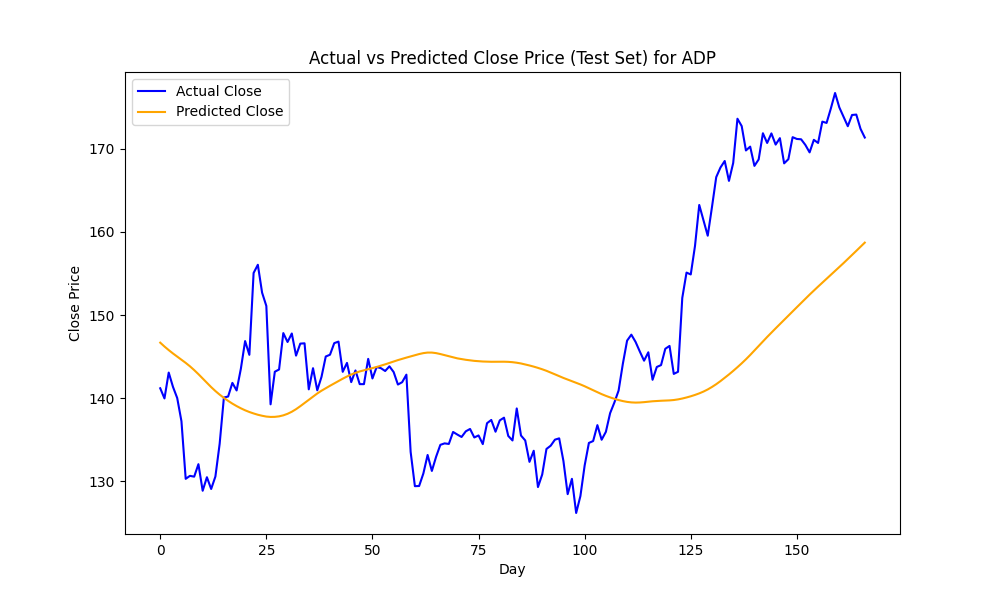 Actual vs Predicted Close Price (Test Set) for ADP
Actual Close
Predicted Close
170
160
150
140
130
Close Price
0 25 50 75 100 125 150
Day